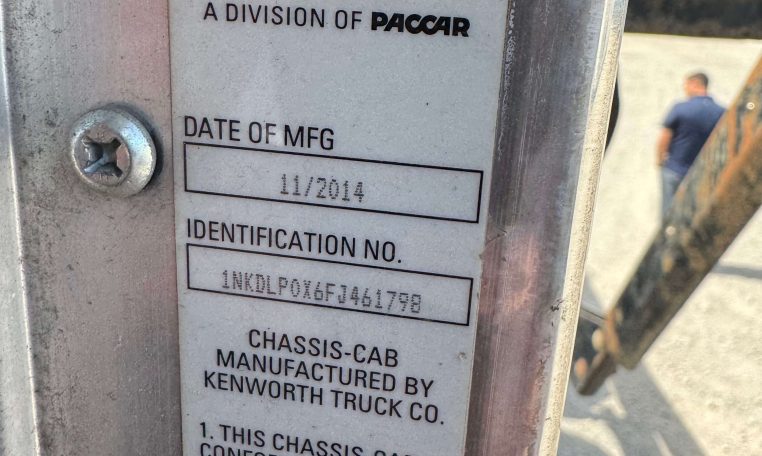 A DIVISION OF PACCAR
DATE OF MFG
11/2014
IDENTIFICATION NO.
1NKDLP0X6FJ461798
CHASSIS-CAB
MANUFACTURED BY
KENWORTH TRUCK CO.
1. THIS CHASSIS-CAB